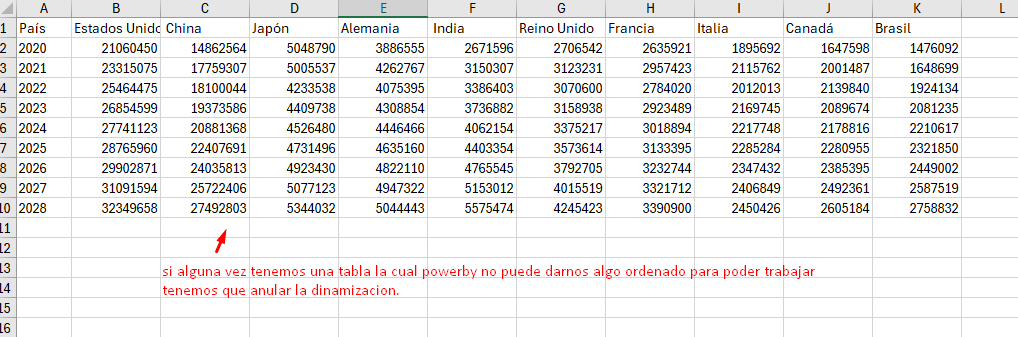 A B C D E F G H I J K L
1 País Estados Unido China Japón Alemania India Reino Unido Francia Italia Canadá Brasil
2 2020 21060450 14862564 5048790 3886555 2671596 2706542 2635921 1895692 1647598 1476092
3 2021 23315075 17759307 5005537 4262767 3150307 3123231 2957423 2115762 2001487 1648699
4 2022 25464475 18100044 4233538 4075395 3386403 3070600 2784020 2012013 2139840 1924134
5 2023 26854599 19373586 4409738 4308854 3736882 3158938 2923489 2169745 2089674 2081235
6 2024 27741123 20881368 4526480 4446466 4062154 3375217 3018894 2217748 2178816 2210617
7 2025 28765960 22407691 4731496 4635160 4403354 3573614 3133395 2285284 2280955 2321850
8 2026 29902871 24035813 4923430 4822110 4765545 3792705 3232744 2347432 2385395 2449002
9 2027 31091594 25722406 5077123 4947322 5153012 4015519 3321712 2406849 2492361 2587519
10 2028 32349658 27492803 5344032 5044443 5575474 4245423 3390900 2450426 2605184 2758832
11
12
13 si alguna vez tenemos una tabla la cual powerby no puede darnos algo ordenado para poder trabajar
14 tenemos que anular la dinamizacion.
15
16